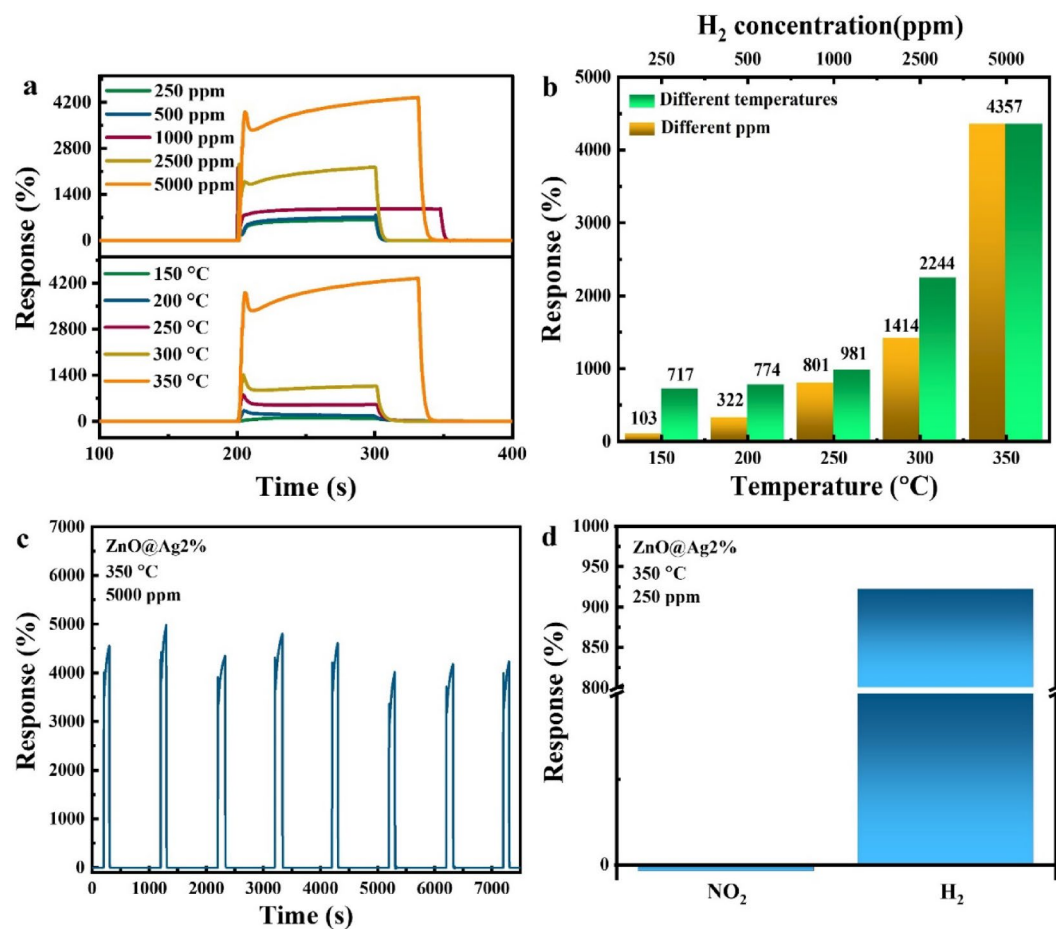 a
250 ppm
500 ppm
1000 ppm
2500 ppm
5000 ppm
4200
2800
1400
0
150 °C
200 °C
250 °C
300 °C
350 °C
4200
2800
1400
0
Response (%)
100 200 300 400
Time (s)
H₂ concentration(ppm)
250 500 1000 2500 5000
b
Different temperatures
Different ppm
5000
4000
3000
2000
1000
0
Response (%)
103 717 322 774 801 981 1414 2244 4357
150 200 250 300 350
Temperature (°C)
c
ZnO@Ag2%
350 °C
5000 ppm
7000
6000
5000
4000
3000
2000
1000
0
Response (%)
0 1000 2000 3000 4000 5000 6000 7000
Time (s)
d
ZnO@Ag2%
350 °C
250 ppm
1000
950
900
850
800
0
Response (%)
NO₂ H₂